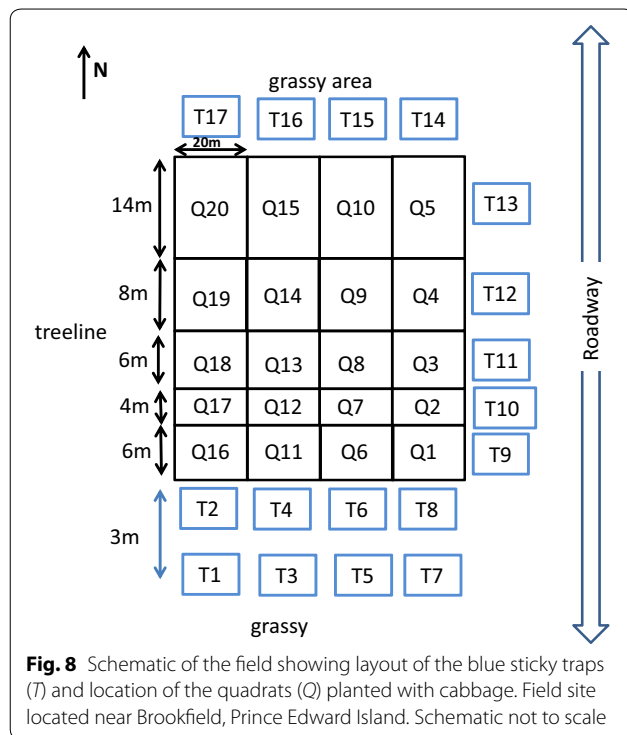 N
grassy area
T17 T16 T15 T14
20m
14m Q20 Q15 Q10 Q5 T13
8m Q19 Q14 Q9 Q4 T12
treeline
Roadway
6m Q18 Q13 Q8 Q3 T11
4m Q17 Q12 Q7 Q2 T10
6m Q16 Q11 Q6 Q1 T9
T2 T4 T6 T8
3m
T1 T3 T5 T7
grassy
Fig. 8 Schematic of the field showing layout of the blue sticky traps
(T) and location of the quadrats (Q) planted with cabbage. Field site
located near Brookfield, Prince Edward Island. Schematic not to scale